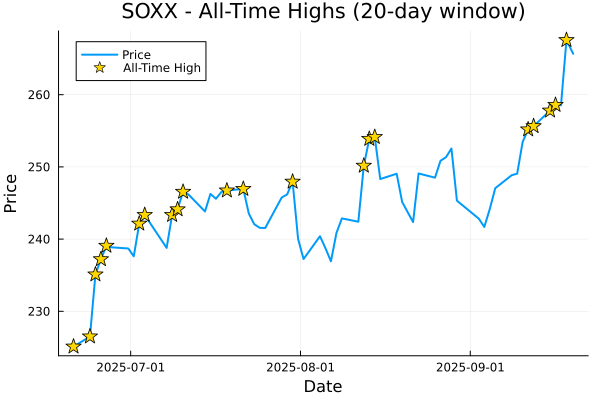 SOXX - All-Time Highs (20-day window)
Price
All-Time High
260
250
240
230
Price
2025-07-01
2025-08-01
2025-09-01
Date